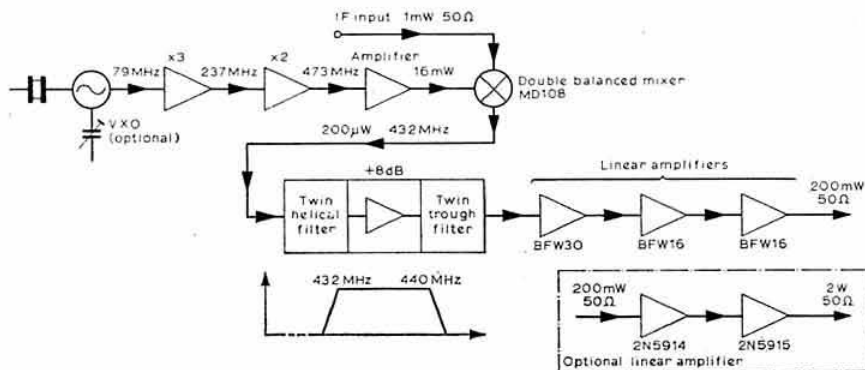 IF input 1mW 50Ω
x3
x2
Amplifier
79MHz
237MHz
473MHz
16mW
Double balanced mixer
MD108
VXO
(optional)
200μW 432MHz
+8dB
Linear amplifiers
Twin
helical
filter
Twin
trough
filter
200mW
50Ω
BFW30
BFW16
BFW16
432MHz
440MHz
200mW
50Ω
2W
50Ω
2N5914
2N5915
Optional linear amplifier